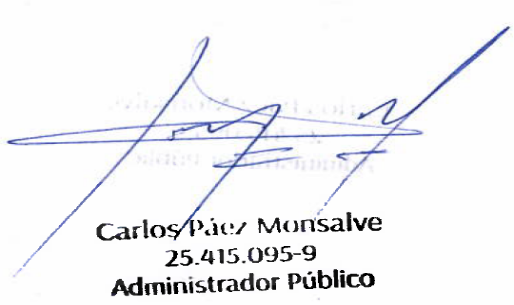 Carlos Páez Monsalve
25.415.095-9
Administrador Público